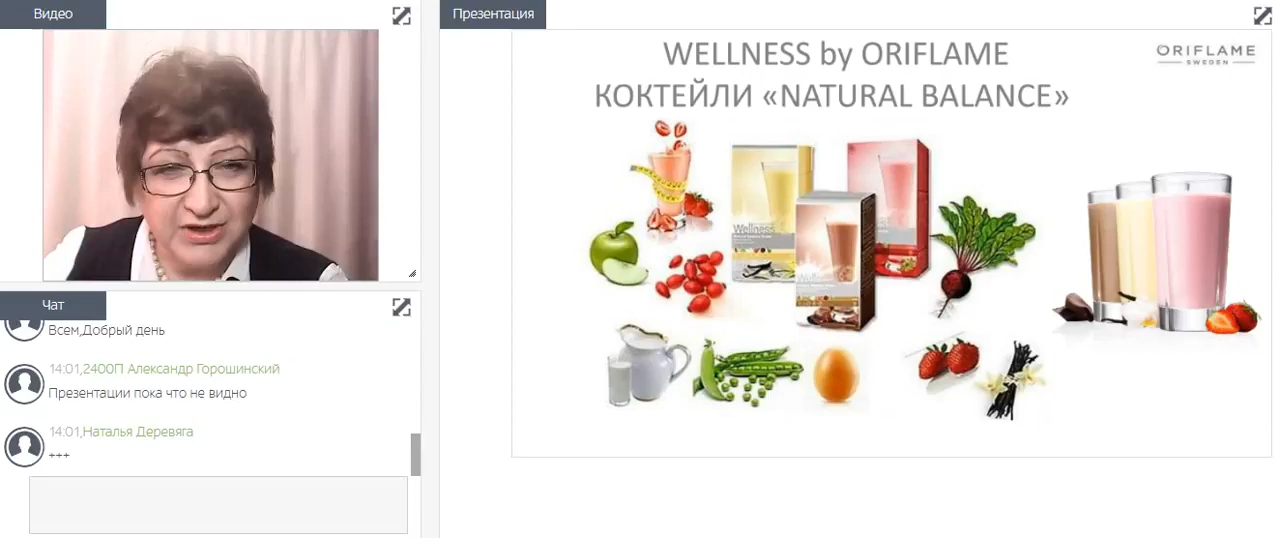 Видео
Чат
Всем,Добрый день
14:01,2400П Александр Горошинский
Презентации пока что не видно
14:01,Наталья Деревяга
+++
Презентация
WELLNESS by ORIFLAME
КОКТЕЙЛИ «NATURAL BALANCE»
ORIFLAME
SWEDEN
Wellness